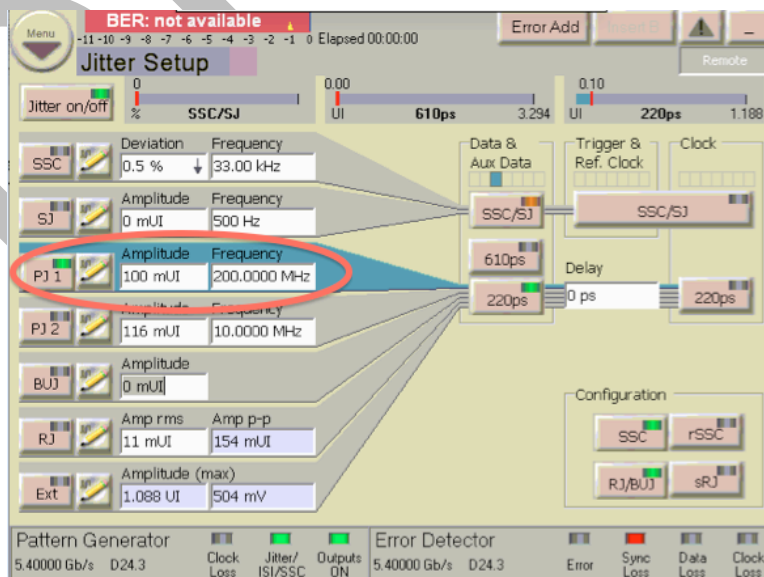 Menu
BER: not available
-11 -10 -9 -8 -7 -6 -5 -4 -3 -2 -1 0 Elapsed 00:00:00
Error Add
Jitter Setup
Remote
Jitter on/off
0
% SSC/SJ
0.00
UI 610ps 3.294
0.10
UI 220ps 1.188
SSC
Deviation Frequency
0.5 % 33.00 kHz
SJ
Amplitude Frequency
0 mUI 500 Hz
PJ 1
Amplitude Frequency
100 mUI 200.0000 MHz
PJ 2
Amplitude Frequency
116 mUI 10.0000 MHz
BUJ
Amplitude
0 mUI
RJ
Amp rms Amp p-p
11 mUI 154 mUI
Ext
Amplitude (max)
1.088 UI 504 mV
Data &
Aux Data
Trigger &
Ref. Clock
Clock
SSC/SJ SSC/SJ
610ps
Delay
220ps 0 ps 220ps
Configuration
SSC rSSC
RJ/BUJ sRJ
Pattern Generator
5.40000 Gb/s D24.3
Clock
Loss
Jitter/
ISI/SSC
Outputs
ON
Error Detector
5.40000 Gb/s D24.3
Error
Sync
Loss
Data
Loss
Clock
Loss